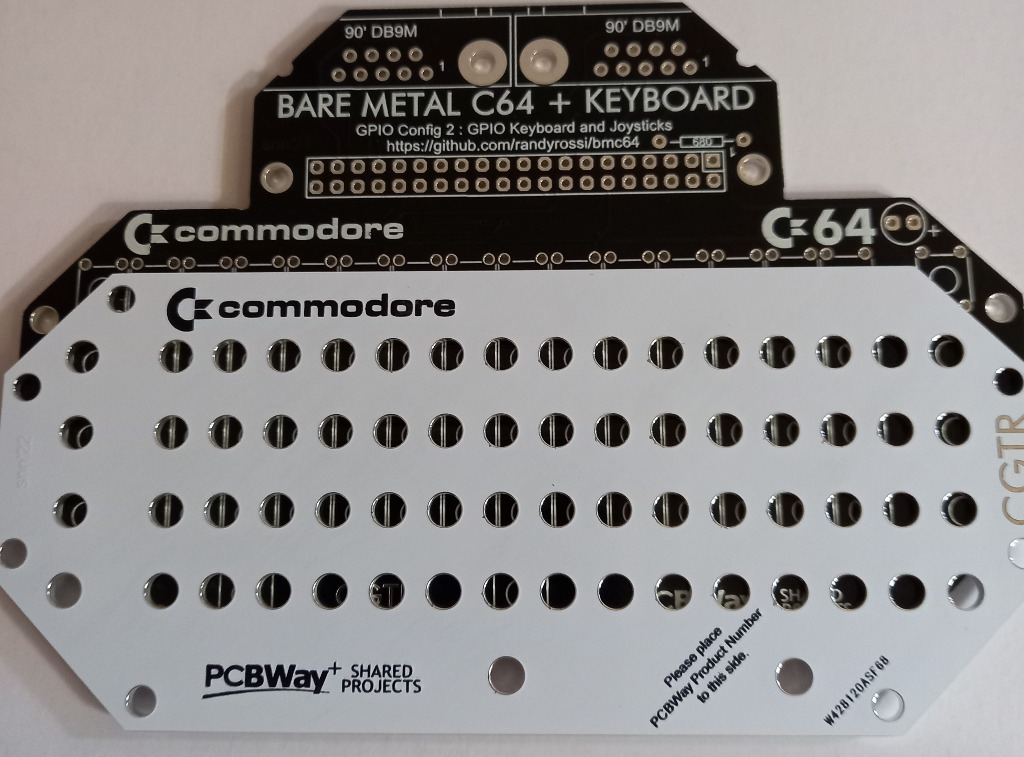 90' DB9M
90' DB9M
1
1
BARE METAL C64 + KEYBOARD
GPIO Config 2 : GPIO Keyboard and Joysticks
https://github.com/randyrossi/bmc64
680
1
commodore
64
+
commodore
CGTR
PCBWay+ SHARED
PROJECTS
Please place
PCBWay Product Number
to this side.
W428120ASF68